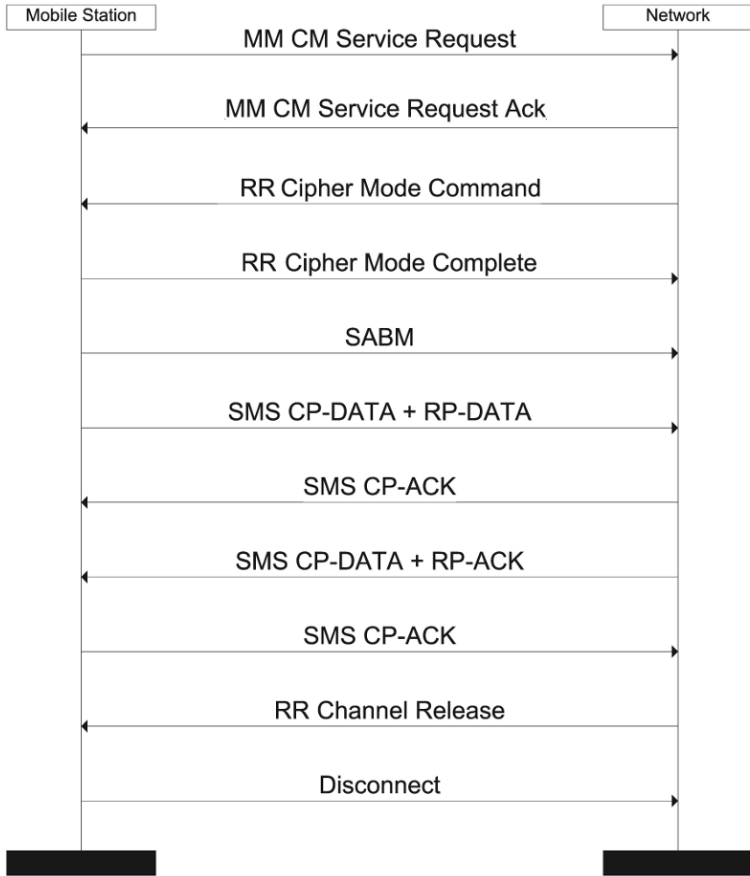 Mobile Station
Network
MM CM Service Request
MM CM Service Request Ack
RR Cipher Mode Command
RR Cipher Mode Complete
SABM
SMS CP-DATA + RP-DATA
SMS CP-ACK
SMS CP-DATA + RP-ACK
SMS CP-ACK
RR Channel Release
Disconnect